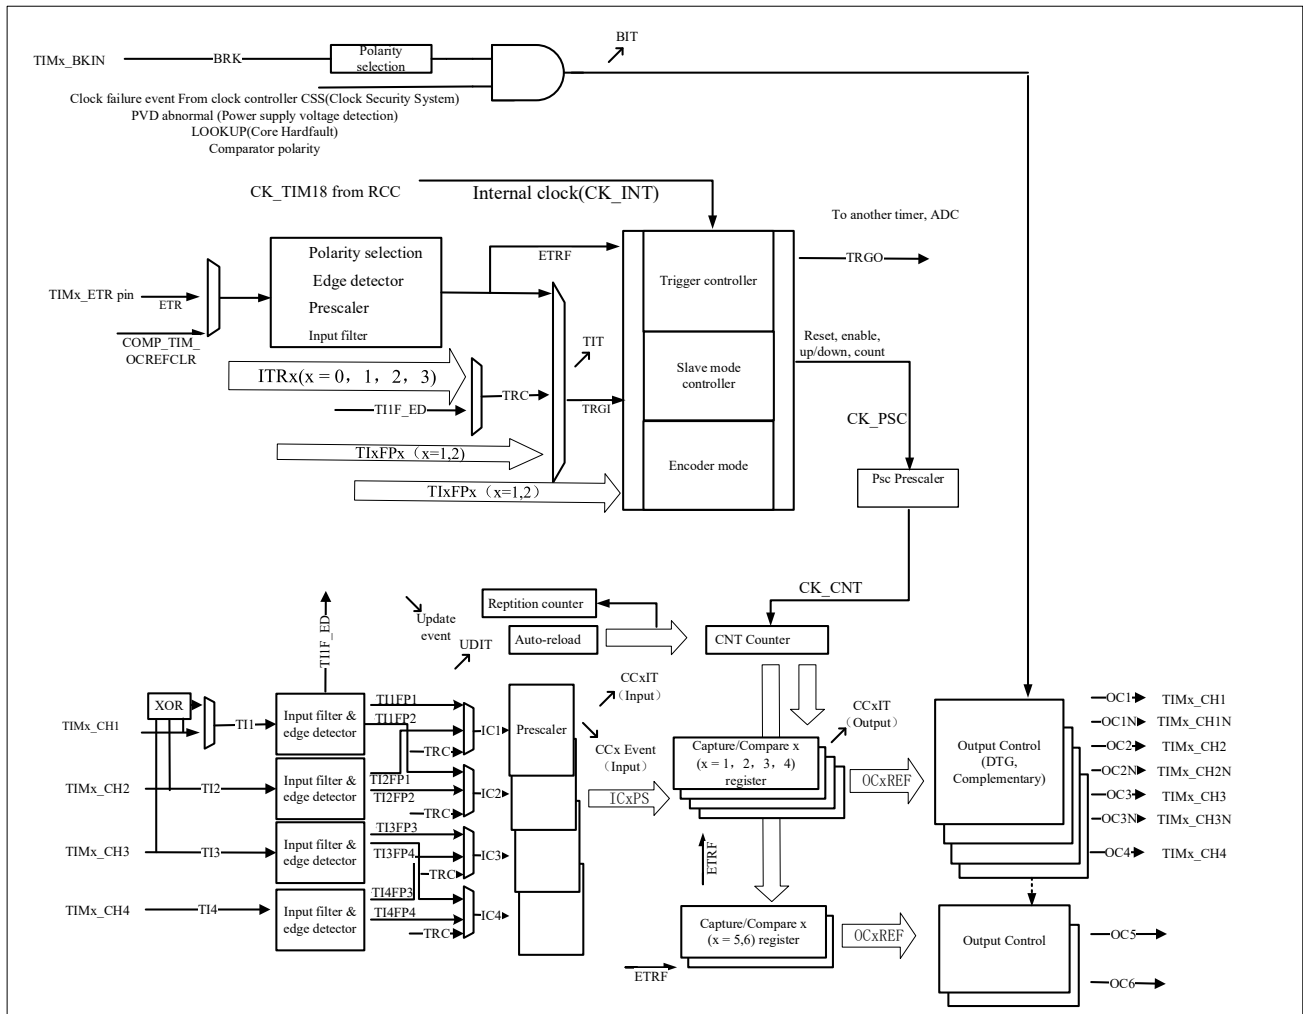 BIT
TIMx_BKIN
BRK
Polarity
selection
Clock failure event From clock controller CSS(Clock Security System)
PVD abnormal (Power supply voltage detection)
LOOKUP(Core Hardfault)
Comparator polarity
CK_TIM18 from RCC
Internal clock(CK_INT)
To another timer, ADC
TRGO
Polarity selection
Edge detector
Prescaler
Input filter
ETRF
TIMx_ETR pin
ETR
COMP_TIM_
OCREFCLR
Trigger controller
Slave mode
controller
Encoder mode
Reset, enable,
up/down, count
TIT
ITRx(x = 0，1，2，3)
TRC
TI1F_ED
TRGI
CK_PSC
TIxFPx（x=1,2)
TIxFPx（x=1,2）
Psc Prescaler
CK_CNT
Reptition counter
Auto-reload
CNT Counter
Update
event
UDIT
TI1F_ED
CCxIT
(Input)
CCx Event
(Input)
CCxIT
（Output）
XOR
TIMx_CH1
TI1
Input filter &
edge detector
TI1FP1
TI1FP2
TRC
IC1
Prescaler
TIMx_CH2
TI2
Input filter &
edge detector
TI2FP1
TI2FP2
TRC
IC2
TIMx_CH3
TI3
Input filter &
edge detector
TI3FP3
TI3FP4
TRC
IC3
TIMx_CH4
TI4
Input filter &
edge detector
TI4FP3
TI4FP4
TRC
IC4
ICxPS
Capture/Compare x
(x = 1，2，3，4)
register
OCxREF
ETRF
Output Control
(DTG,
Complementary)
OC1
TIMx_CH1
OC1N
TIMx_CH1N
OC2
TIMx_CH2
OC2N
TIMx_CH2N
OC3
TIMx_CH3
OC3N
TIMx_CH3N
OC4
TIMx_CH4
Capture/Compare x
(x = 5,6) register
OCxREF
ETRF
Output Control
OC5
OC6